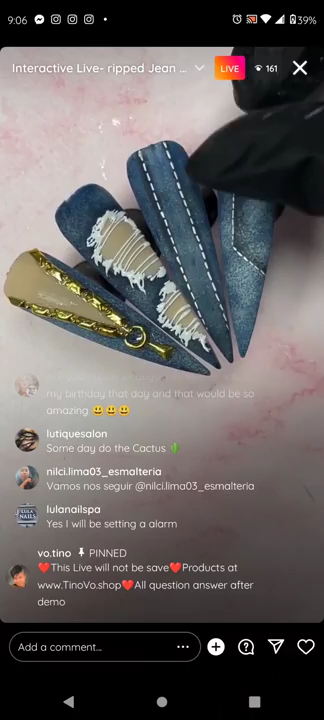 9:06
39%
Interactive Live- ripped Jean ...
LIVE
161
my birthday that day and that would be so
amazing 😃😃😃
lutiquesalon
Some day do the Cactus 🌵
nilci.lima03_esmalteria
Vamos nos seguir @nilci.lima03_esmalteria
LULA
NAILS
lulanailspa
Yes I will be setting a alarm
vo.tino 📌 PINNED
❤️This Live will not be save❤️Products at
www.TinoVo.shop❤️All question answer after
demo
Add a comment...